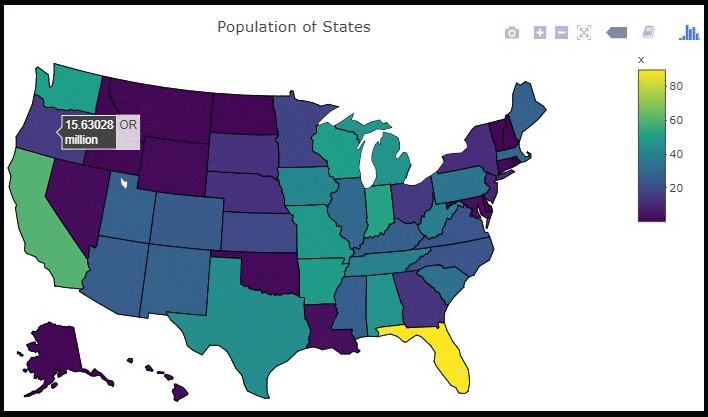 Population of States
x
80
60
40
20
15.63028 OR
million